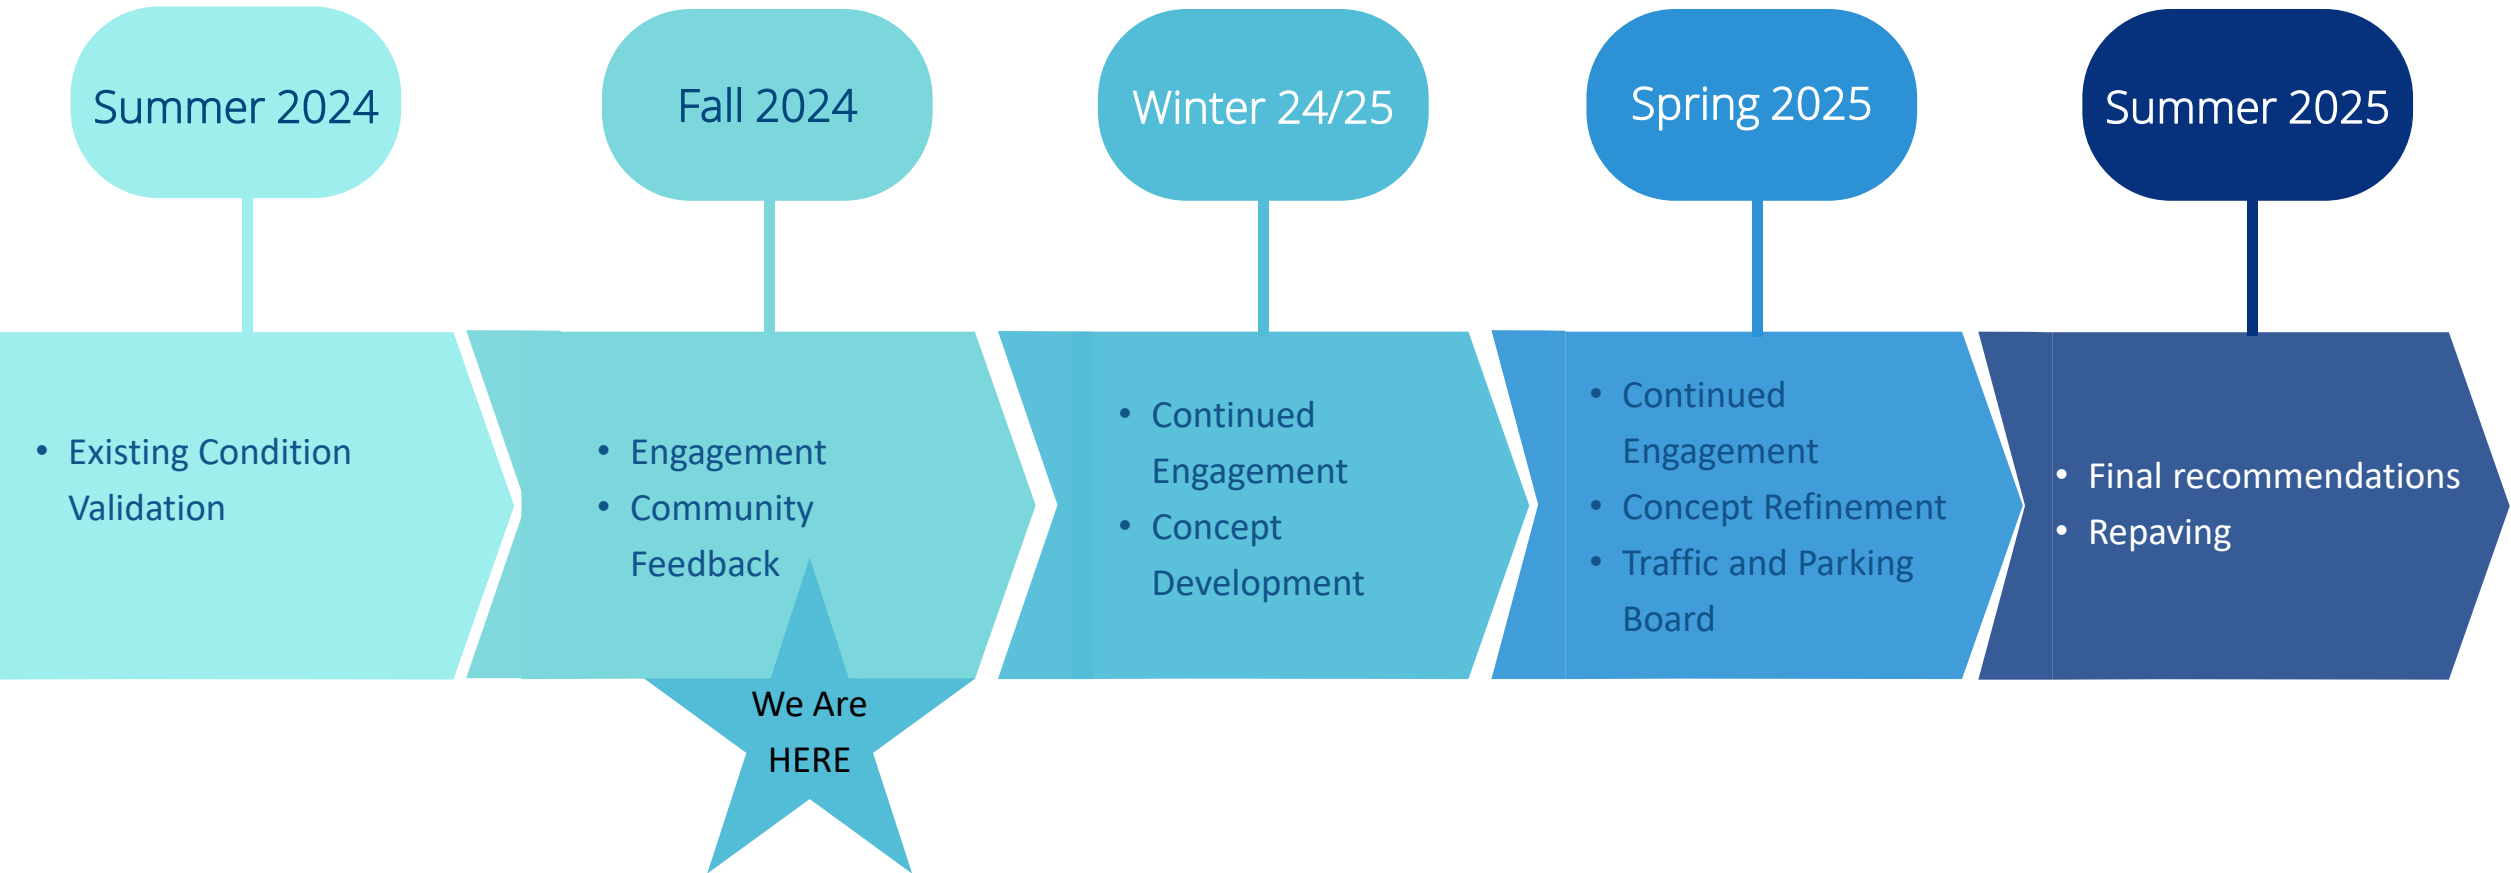 Summer 2024
Fall 2024
Winter 24/25
Spring 2025
Summer 2025
• Existing Condition
Validation
• Engagement
• Community
Feedback
• Continued
Engagement
• Concept
Development
• Continued
Engagement
• Concept Refinement
• Traffic and Parking
Board
• Final recommendations
• Repaving
We Are
HERE